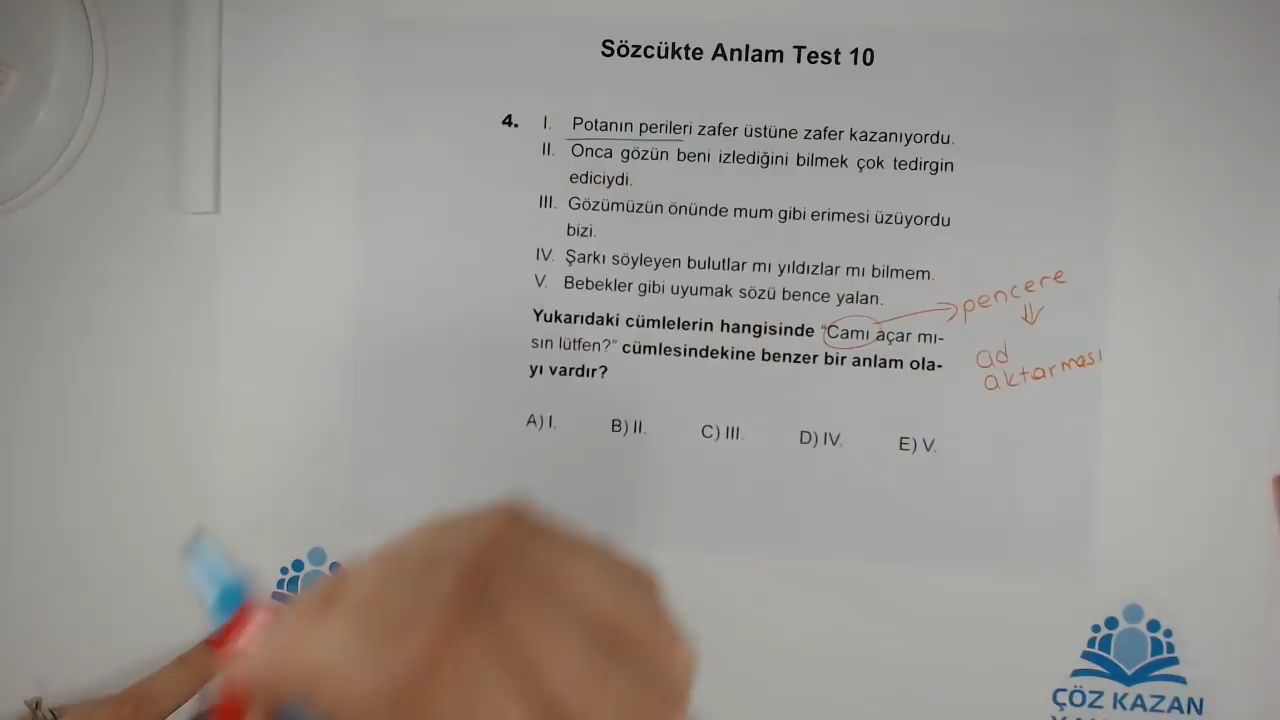 Sözcükte Anlam Test 10
4. I. Potanın perileri zafer üstüne zafer kazanıyordu.
II. Onca gözün beni izlediğini bilmek çok tedirgin
ediciydi.
III. Gözümüzün önünde mum gibi erimesi üzüyordu
bizi.
IV. Şarkı söyleyen bulutlar mı yıldızlar mı bilmem.
V. Bebekler gibi uyumak sözü bence yalan.
Yukarıdaki cümlelerin hangisinde "Camı açar mı-
sın lütfen?" cümlesindekine benzer bir anlam ola-
yı vardır?
pencere
ad
aktarması
A) I. B) II. C) III. D) IV. E) V.
ÇÖZ KAZAN